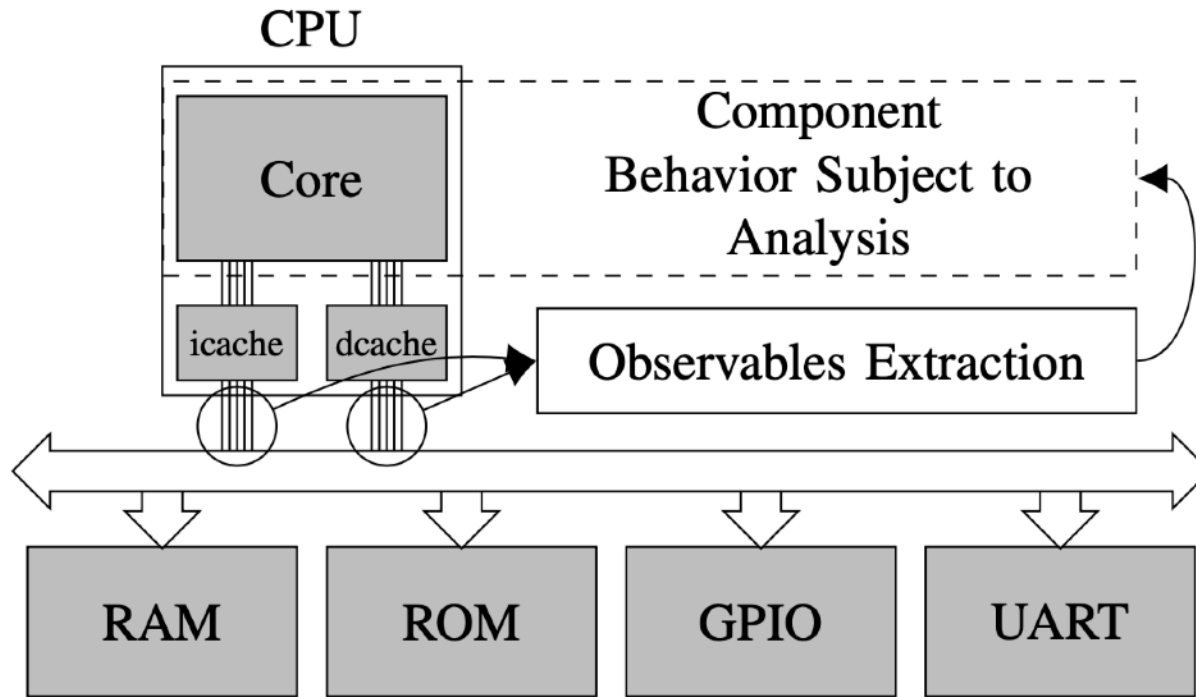 CPU
Core
Component
Behavior Subject to
Analysis
icache
dcache
Observables Extraction
RAM
ROM
GPIO
UART